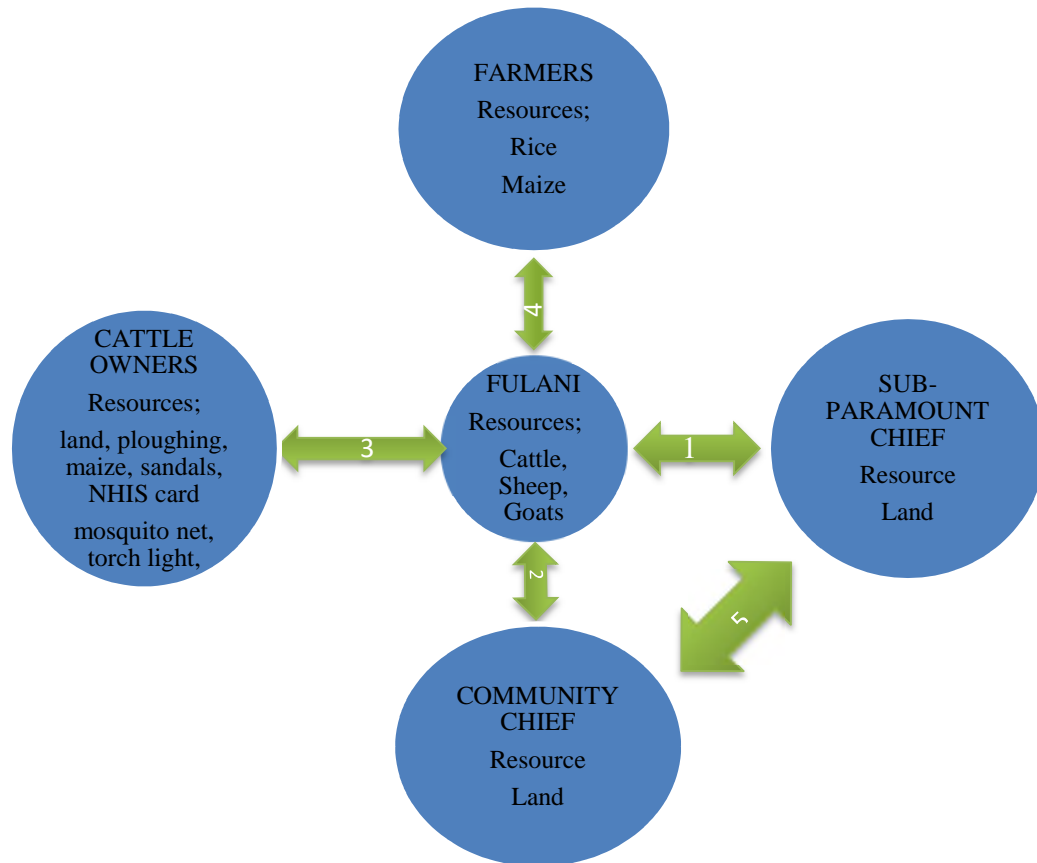 FARMERS
Resources;
Rice
Maize
4
CATTLE
OWNERS
Resources;
land, ploughing,
maize, sandals,
NHIS card
mosquito net,
torch light,
3
FULANI
Resources;
Cattle,
Sheep,
Goats
1
SUB-
PARAMOUNT
CHIEF
Resource
Land
2
5
COMMUNITY
CHIEF
Resource
Land